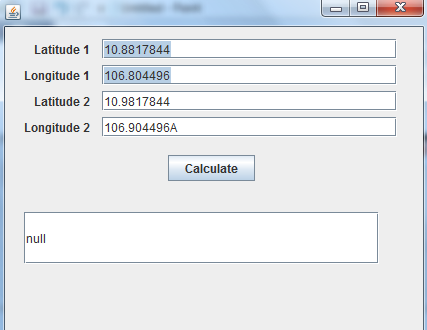 Latitude 1 10.8817844
Longitude 1 106.804496
Latitude 2 10.9817844
Longitude 2 106.904496A
Calculate
null